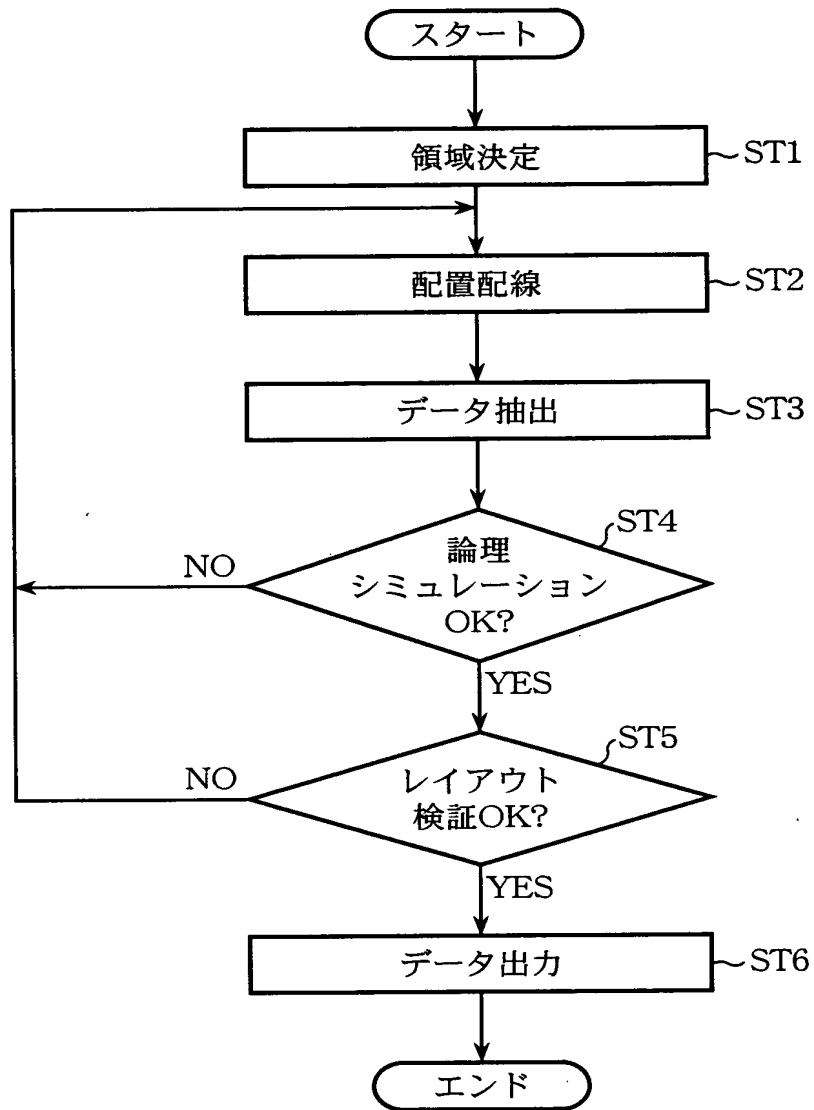 スタート
領域決定
ST1
配置配線
ST2
データ抽出
ST3
論理
シミュレーション
OK?
ST4
NO
YES
レイアウト
検証OK?
ST5
NO
YES
データ出力
ST6
エンド